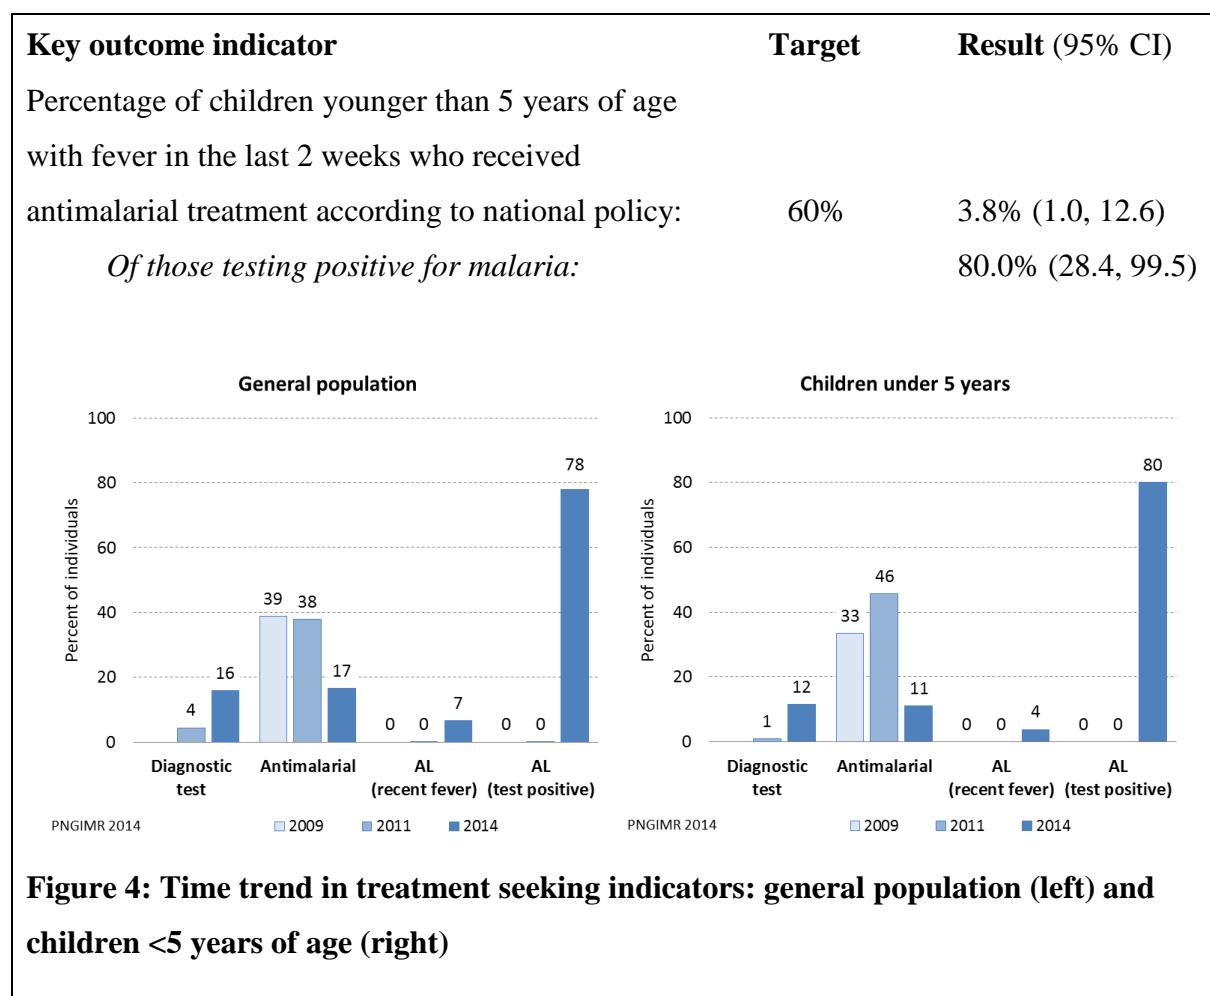 Key outcome indicator Target Result (95% CI)
Percentage of children younger than 5 years of age
with fever in the last 2 weeks who received
antimalarial treatment according to national policy: 60% 3.8% (1.0, 12.6)
Of those testing positive for malaria: 80.0% (28.4, 99.5)
General population
Percent of individuals
100
80
60
40
20
0
4
16
39
38
17
0
0
7
0
0
78
Diagnostic
test
Antimalarial
AL
(recent fever)
AL
(test positive)
PNGIMR 2014
2009 2011 2014
Children under 5 years
Percent of individuals
100
80
60
40
20
0
1
12
33
46
11
0
0
4
0
0
80
Diagnostic
test
Antimalarial
AL
(recent fever)
AL
(test positive)
PNGIMR 2014
2009 2011 2014
Figure 4: Time trend in treatment seeking indicators: general population (left) and
children <5 years of age (right)